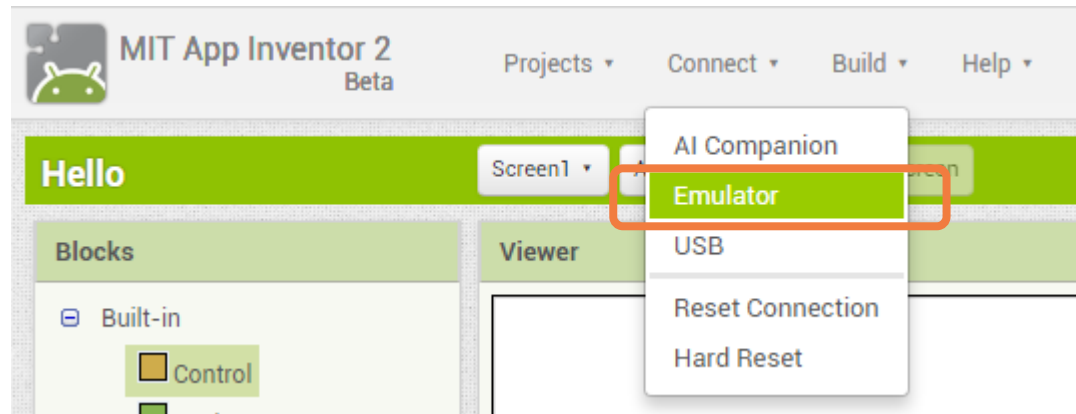 MIT App Inventor 2
Beta
Projects Connect Build Help
Hello
Screen1
AI Companion
Emulator
USB
Reset Connection
Hard Reset
Blocks
Viewer
Built-in
Control